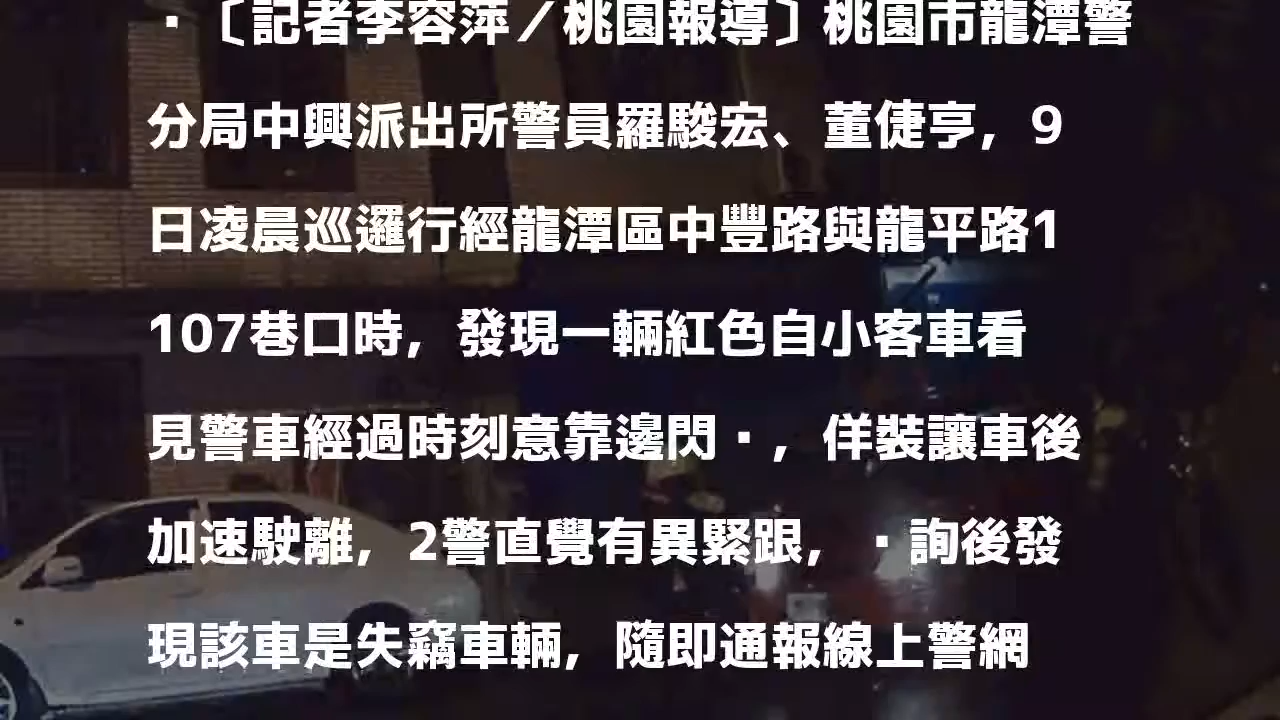 ▪〔記者李容萍／桃園報導〕桃園市龍潭警
分局中興派出所警員羅駿宏、董倢亨，9
日凌晨巡邏行經龍潭區中豐路與龍平路1
107巷口時，發現一輛紅色自小客車看
見警車經過時刻意靠邊閃▪，佯裝讓車後
加速駛離，2警直覺有異緊跟，▪詢後發
現該車是失竊車輛，隨即通報線上警網